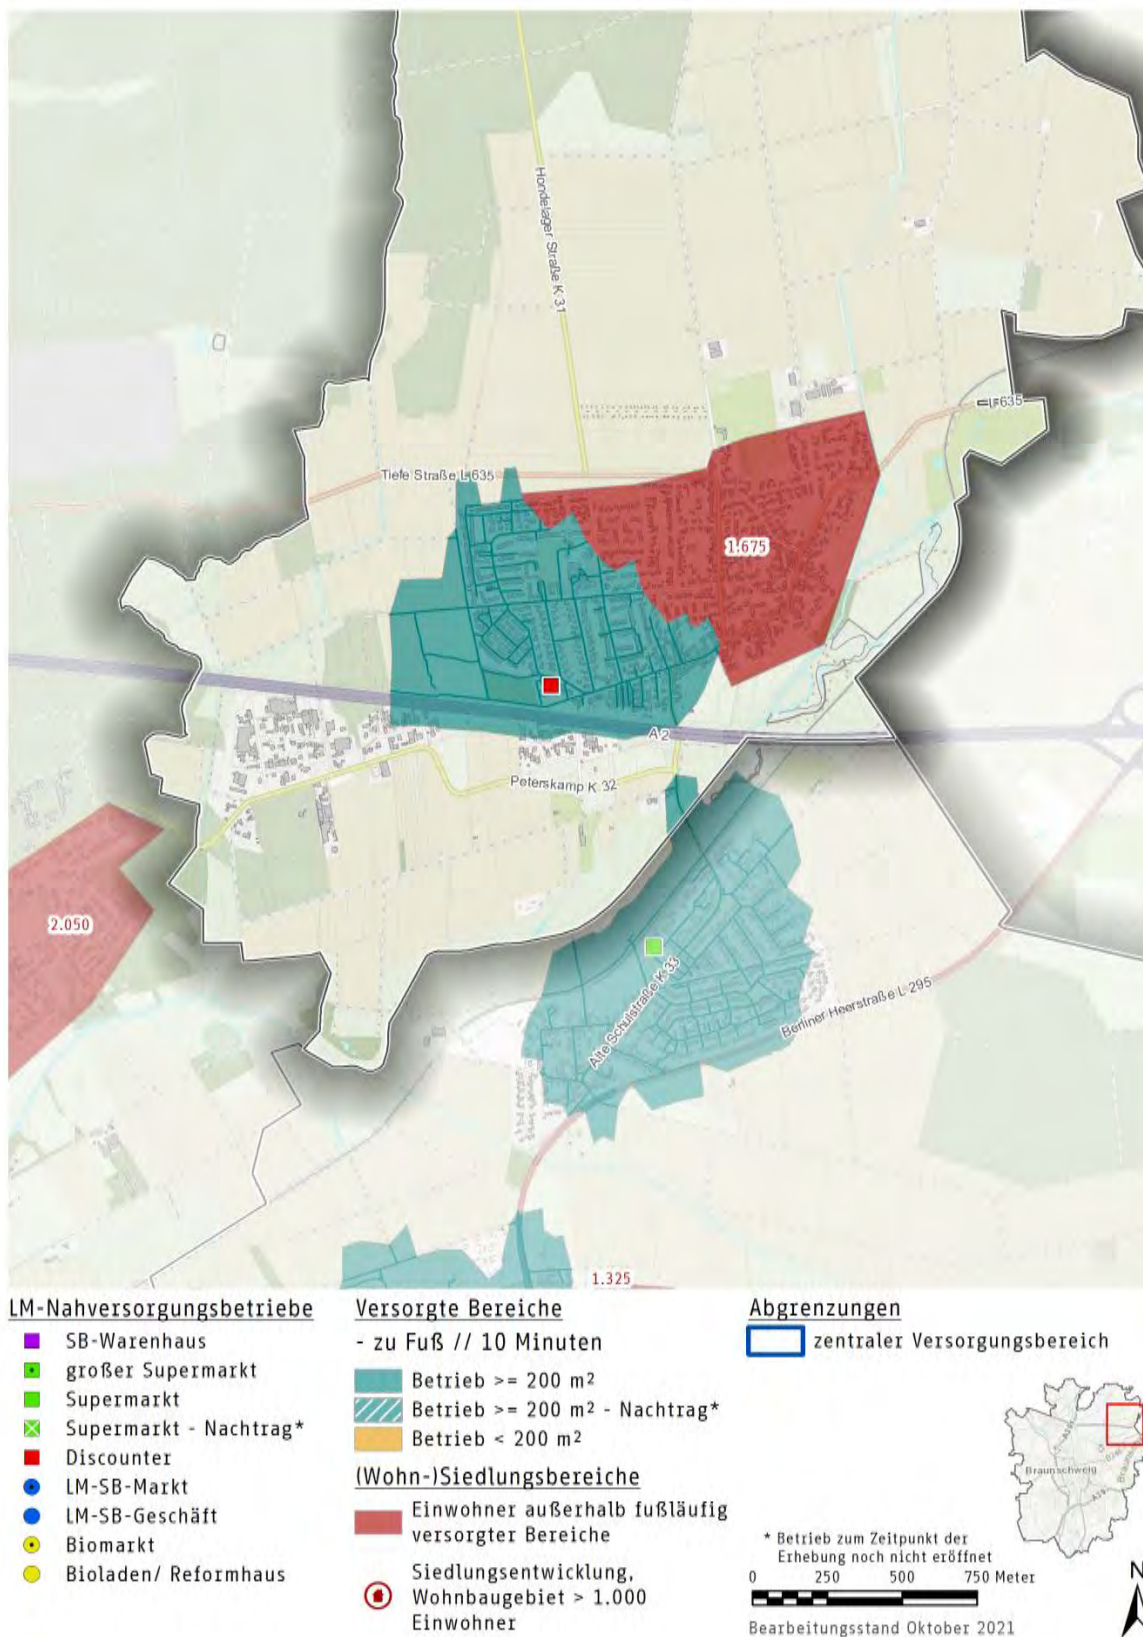 Hondelager Straße K 31
L 635
Tiefe Straße L 635
1.675
A 2
Peterskamp K 32
2.050
Alte Schulstraße K 33
Berliner Heerstraße L 295
1.325
LM-Nahversorgungsbetriebe
SB-Warenhaus
großer Supermarkt
Supermarkt
Supermarkt - Nachtrag*
Discounter
LM-SB-Markt
LM-SB-Geschäft
Biomarkt
Bioladen/ Reformhaus
Versorgte Bereiche
- zu Fuß // 10 Minuten
Betrieb >= 200 m²
Betrieb >= 200 m² - Nachtrag*
Betrieb < 200 m²
(Wohn-)Siedlungsbereiche
Einwohner außerhalb fußläufig
versorgter Bereiche
Siedlungsentwicklung,
Wohnbaugebiet > 1.000
Einwohner
Abgrenzungen
zentraler Versorgungsbereich
Braunschweig
* Betrieb zum Zeitpunkt der
Erhebung noch nicht eröffnet
0 250 500 750 Meter
N
Bearbeitungsstand Oktober 2021